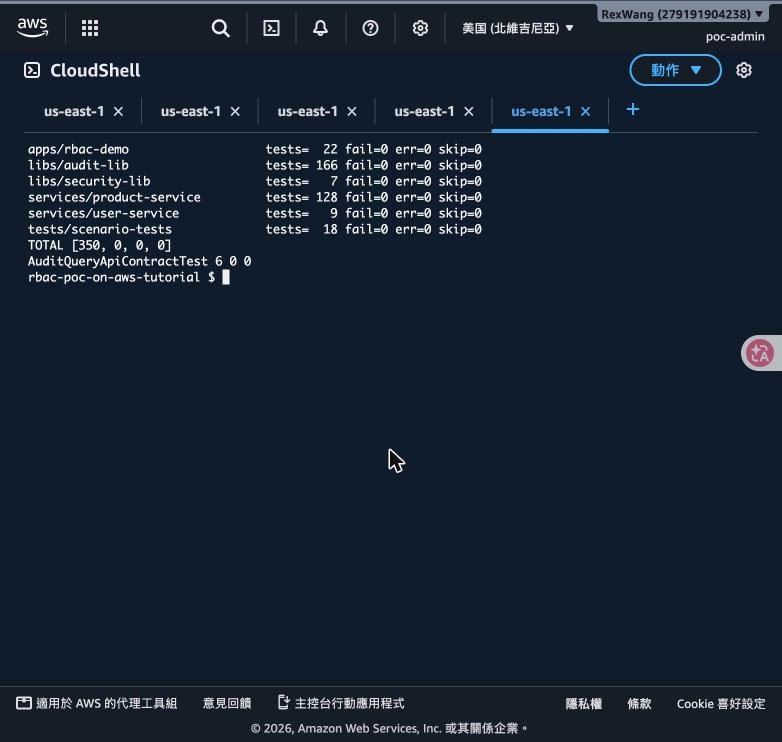 aws
美国 (北維吉尼亞) ▼
RexWang (279191904238) ▼
poc-admin
CloudShell
動作 ▼
us-east-1 ×
us-east-1 ×
us-east-1 ×
us-east-1 ×
us-east-1 ×
+
apps/rbac-demo                   tests=  22 fail=0 err=0 skip=0
libs/audit-lib                   tests= 166 fail=0 err=0 skip=0
libs/security-lib                tests=   7 fail=0 err=0 skip=0
services/product-service         tests= 128 fail=0 err=0 skip=0
services/user-service            tests=   9 fail=0 err=0 skip=0
tests/scenario-tests             tests=  18 fail=0 err=0 skip=0
TOTAL [350, 0, 0, 0]
AuditQueryApiContractTest 6 0 0
rbac-poc-on-aws-tutorial $
適用於 AWS 的代理工具組
意見回饋
主控台行動應用程式
隱私權
條款
Cookie 喜好設定
© 2026, Amazon Web Services, Inc. 或其關係企業。